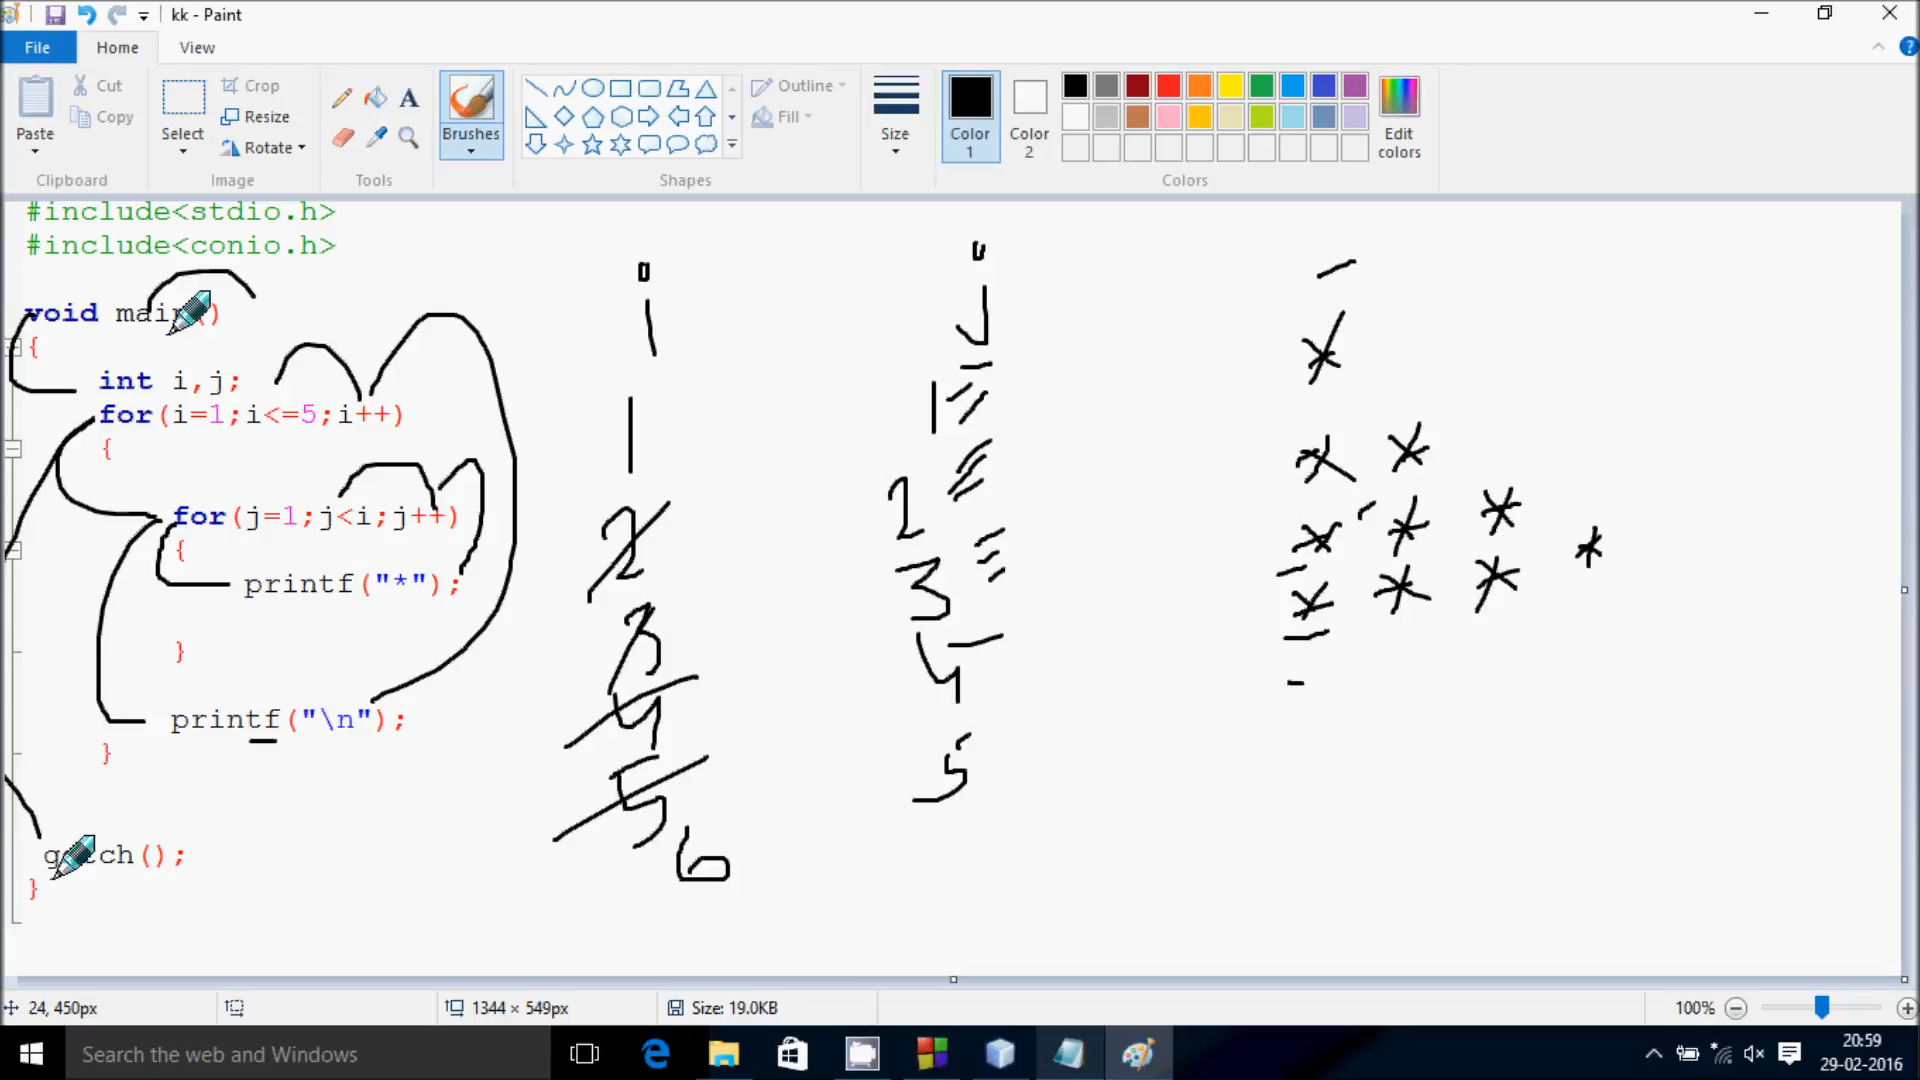 kk - Paint
File Home View
Paste
Cut
Copy
Clipboard
Select
Crop
Resize
Rotate
Image
Tools
Brushes
Shapes
Outline
Fill
Size
Color 1
Color 2
Edit colors
Colors
#include<stdio.h>
#include<conio.h>
void main()
{
int i,j;
for(i=1;i<=5;i++)
{
for(j=1;j<i;j++)
{
printf("*");
}
printf("\n");
}
getch();
}
i
1
2
3
4
5
6
j
1
2
3
4
5
*
* *
* * *
* * * *
24, 450px
1344 × 549px
Size: 19.0KB
100%
Search the web and Windows
20:59
29-02-2016